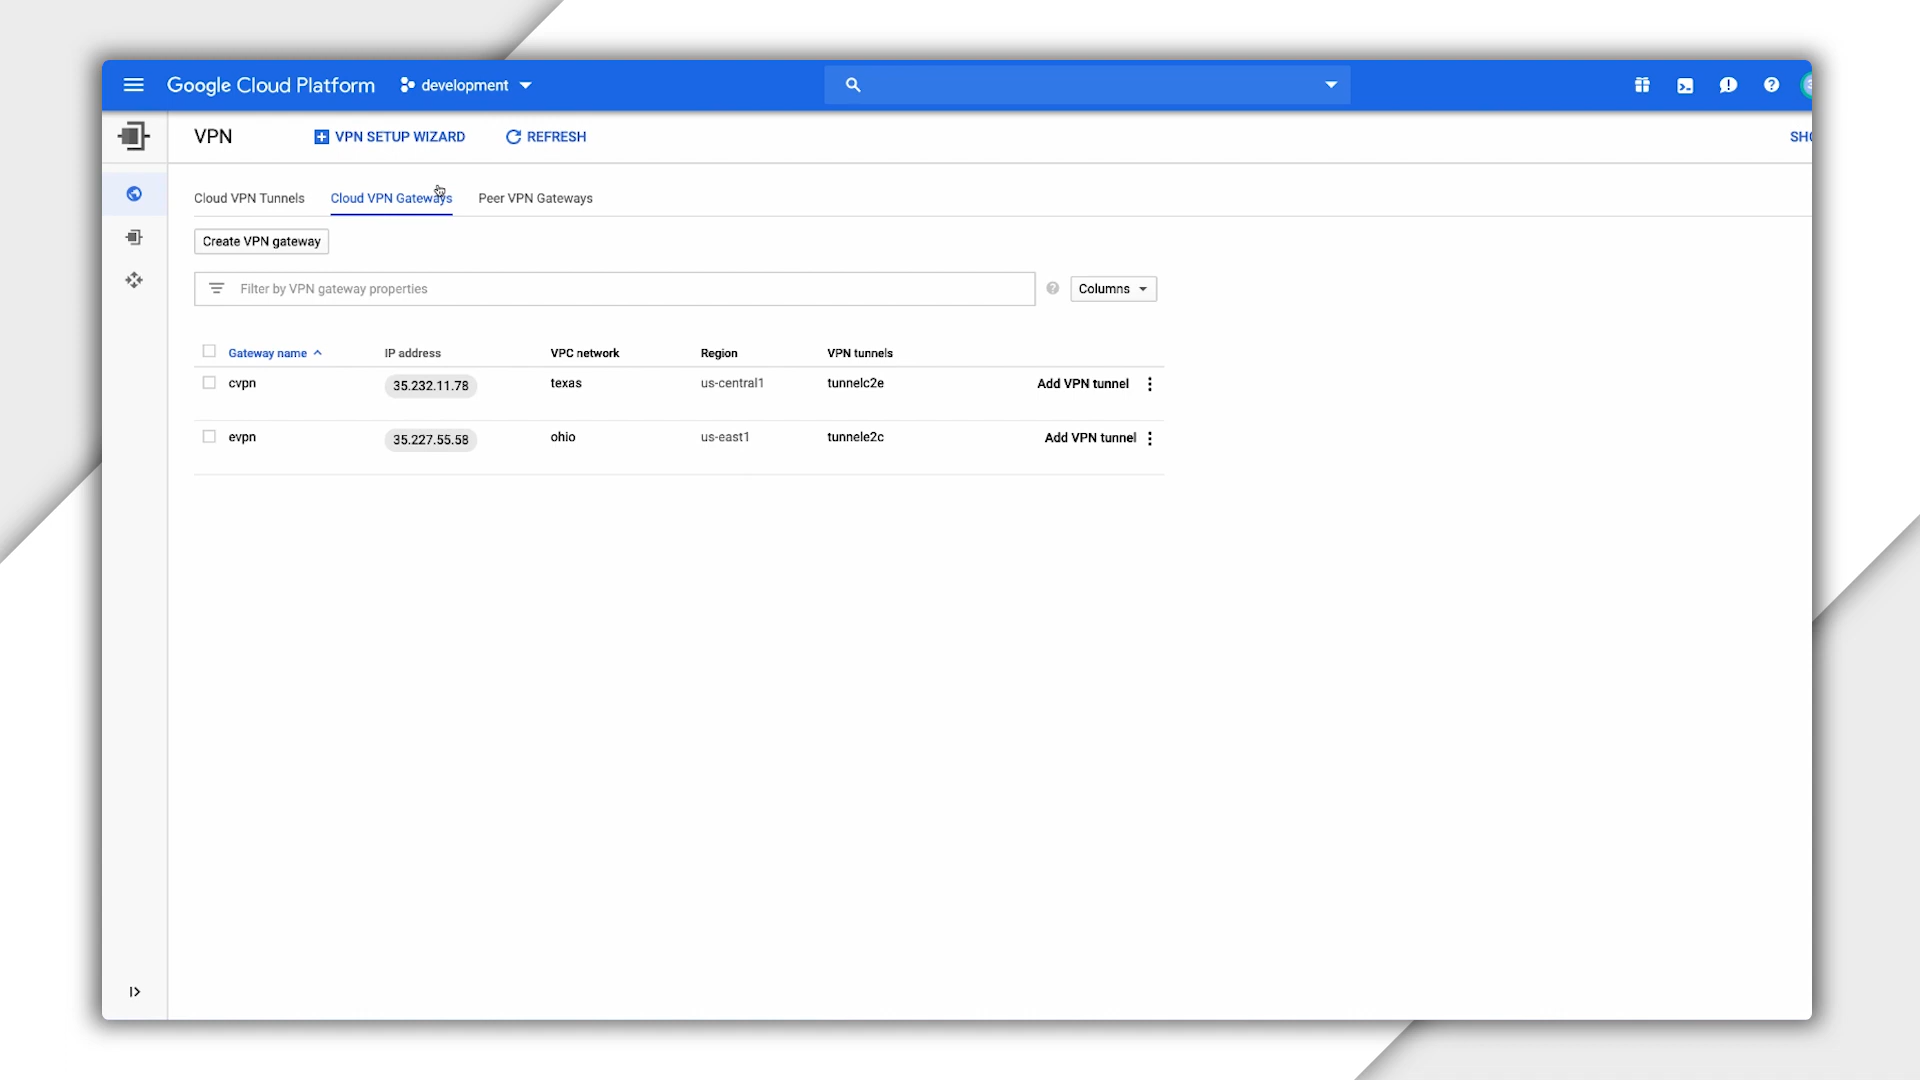 Google Cloud Platform development
VPN VPN SETUP WIZARD REFRESH
Cloud VPN Tunnels Cloud VPN Gateways Peer VPN Gateways
Create VPN gateway
Filter by VPN gateway properties Columns
Gateway name IP address VPC network Region VPN tunnels
cvpn 35.232.11.78 texas us-central1 tunnelc2e Add VPN tunnel
evpn 35.227.55.58 ohio us-east1 tunnele2c Add VPN tunnel